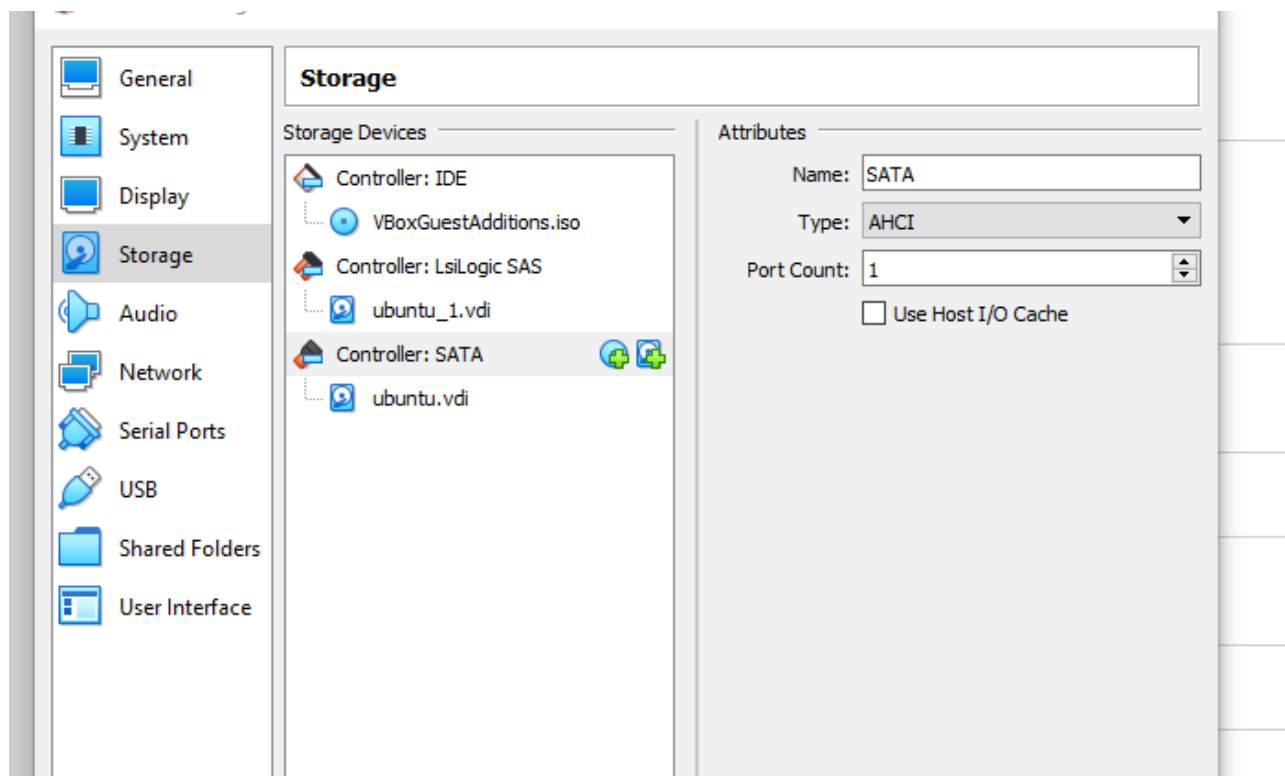 General
System
Display
Storage
Audio
Network
Serial Ports
USB
Shared Folders
User Interface
Storage
Storage Devices
Controller: IDE
VBoxGuestAdditions.iso
Controller: LsiLogic SAS
ubuntu_1.vdi
Controller: SATA
ubuntu.vdi
Attributes
Name: SATA
Type: AHCI
Port Count: 1
Use Host I/O Cache